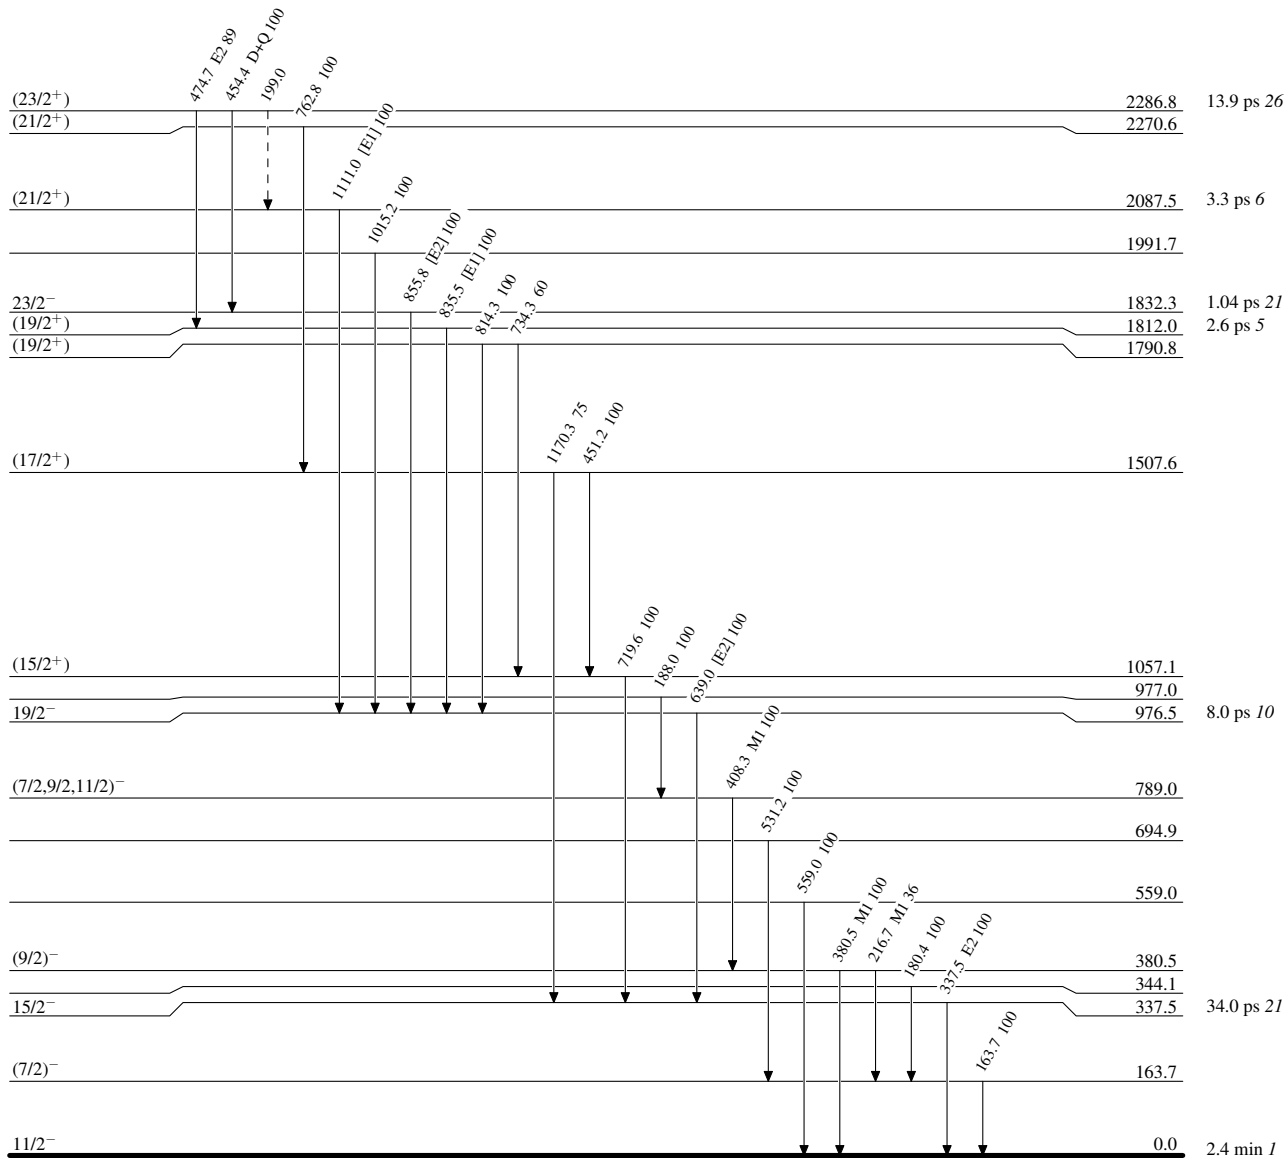 474.7 E2 89
454.4 D+Q 100
199.0
762.8 100
(23/2+) 2286.8 13.9 ps 26
(21/2+) 2270.6
1111.0 [E1] 100
1015.2 100
(21/2+) 2087.5 3.3 ps 6
1991.7
855.8 [E2] 100
835.5 [E1] 100
814.3 100
734.3 60
23/2− 1832.3 1.04 ps 21
(19/2+) 1812.0 2.6 ps 5
(19/2+) 1790.8
1170.3 75
451.2 100
(17/2+) 1507.6
719.6 100
188.0 100
639.0 [E2] 100
(15/2+) 1057.1
977.0
19/2− 976.5 8.0 ps 10
408.3 M1 100
(7/2,9/2,11/2)− 789.0
531.2 100
694.9
559.0 100
559.0
380.5 M1 100
216.7 M1 36
180.4 100
337.5 E2 100
(9/2)− 380.5
344.1
15/2− 337.5 34.0 ps 21
163.7 100
(7/2)− 163.7
11/2− 0.0 2.4 min 1